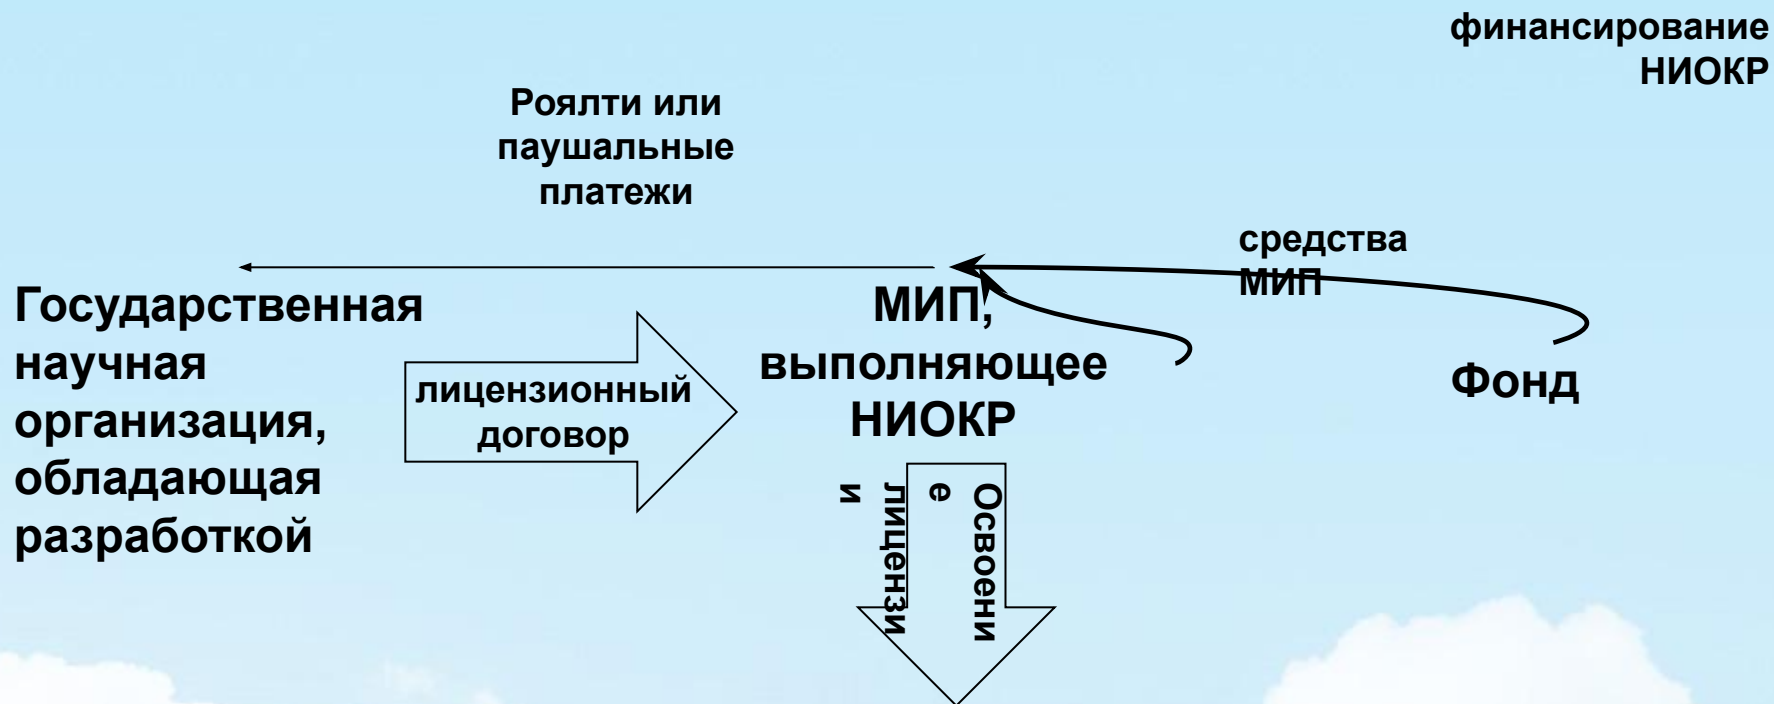 финансирование
НИОКР
Роялти или
паушальные
платежи
средства
МИП
Государственная
научная
организация,
обладающая
разработкой
лицензионный
договор
МИП,
выполняющее
НИОКР
Фонд
Освоени
е
лицензи
и